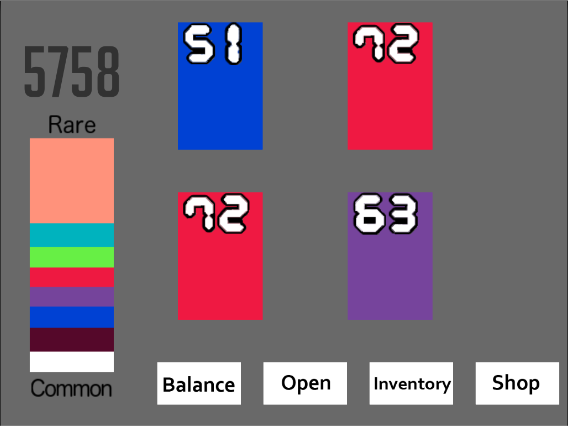 5758
Rare
51
72
72
63
Common
Balance
Open
Inventory
Shop